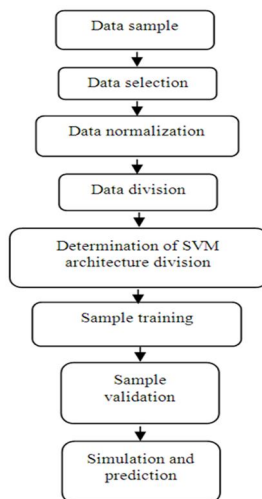 Data sample
Data selection
Data normalization
Data division
Determination of SVM
architecture division
Sample training
Sample
validation
Simulation and
prediction